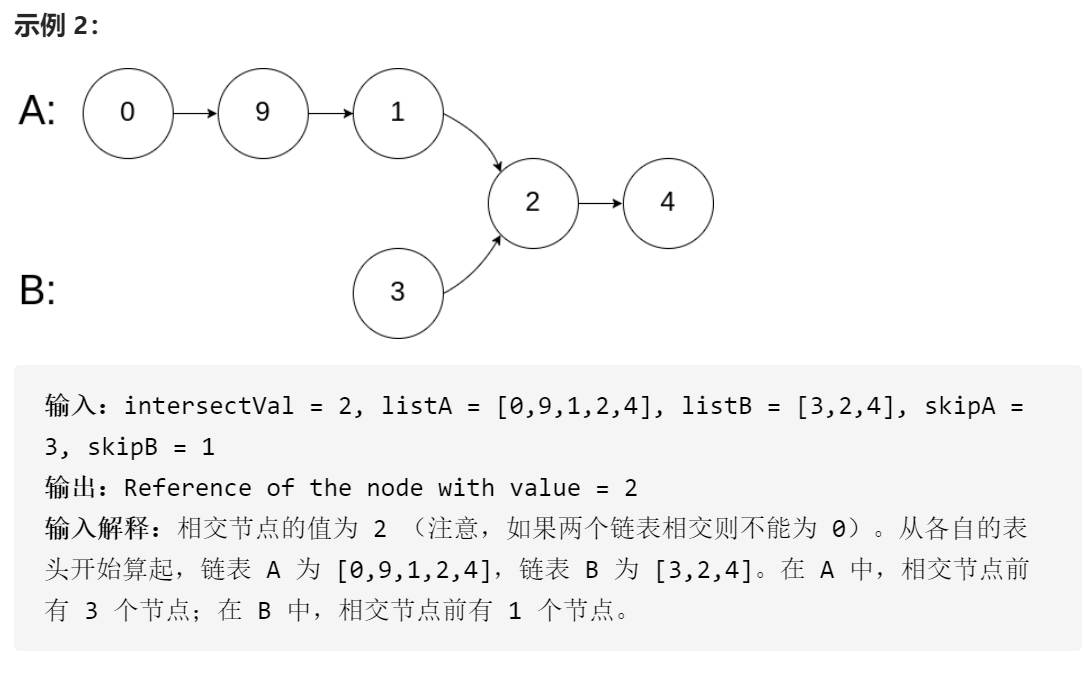 示例 2：
A: 0 9 1
2 4
B: 3
输入：intersectVal = 2, listA = [0,9,1,2,4], listB = [3,2,4], skipA =
3, skipB = 1
输出：Reference of the node with value = 2
输入解释：相交节点的值为 2 （注意，如果两个链表相交则不能为 0）。从各自的表
头开始算起，链表 A 为 [0,9,1,2,4]，链表 B 为 [3,2,4]。在 A 中，相交节点前
有 3 个节点；在 B 中，相交节点前有 1 个节点。